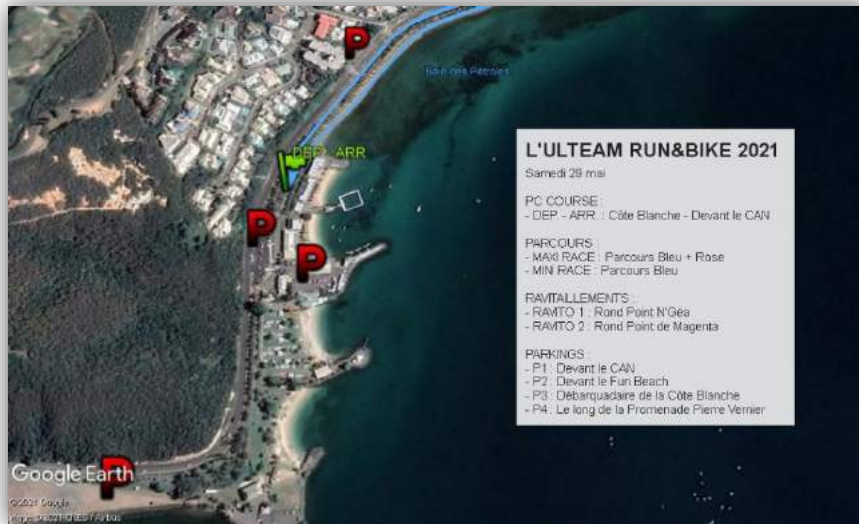 P
Baie des Pétroles
DEP - ARR
P
P
P
L'ULTEAM RUN&BIKE 2021
Samedi 29 mai
PC COURSE :
- DEP - ARR. : Côte Blanche - Devant le CAN
PARCOURS :
- MAXI RACE : Parcours Bleu + Rose
- MINI RACE : Parcours Bleu
RAVITALLEMENTS :
- RAVITO 1 : Rond Point N'Géa
- RAVITO 2 : Rond Point de Magenta
PARKINGS :
- P1 : Devant le CAN
- P2 : Devant le Fun Beach
- P3 : Débarquadaire de la Côte Blanche
- P4 : Le long de la Promenade Pierre Vernier
Google Earth
©2021 Google